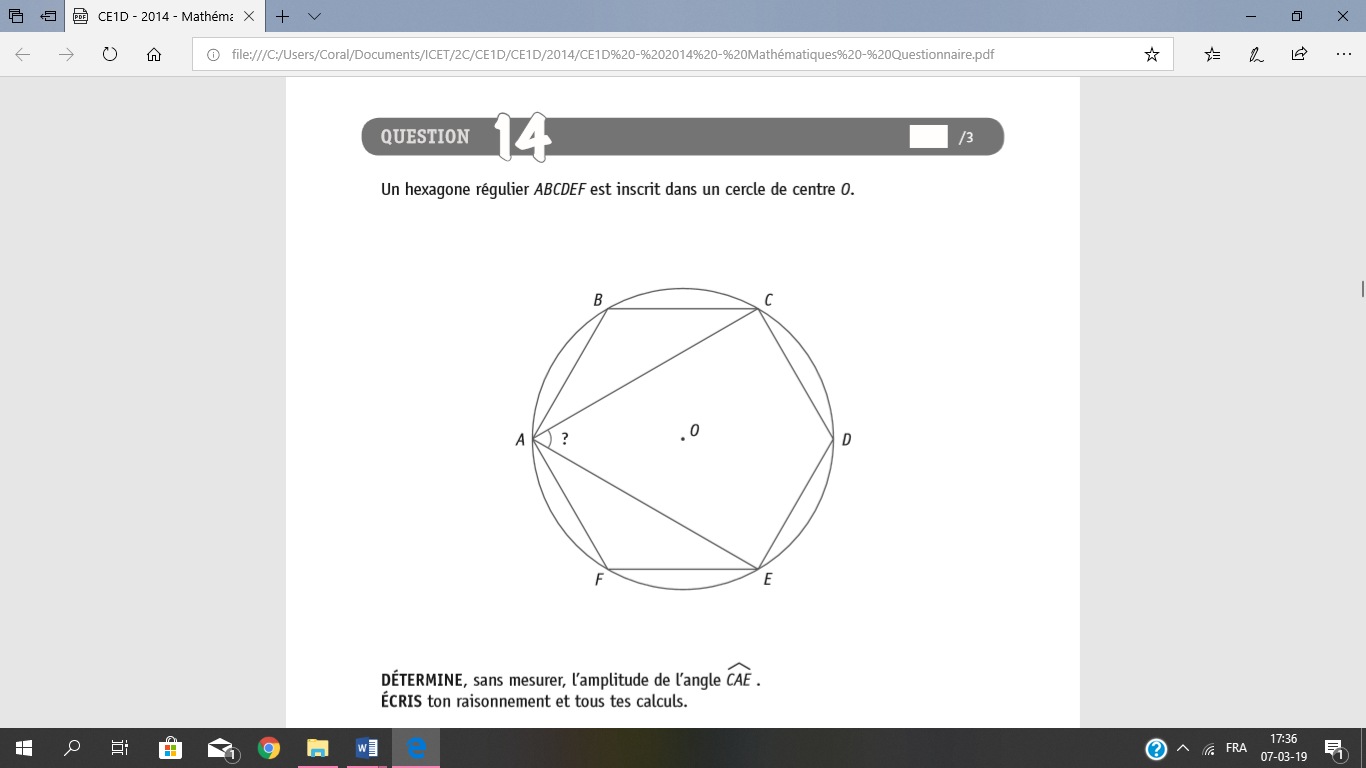 CE1D - 2014 - Mathéma
file:///C:/Users/Coral/Documents/ICET/2C/CE1D/CE1D/2014/CE1D%20-%202014%20-%20Mathématiques%20-%20Questionnaire.pdf
QUESTION 14 /3
Un hexagone régulier ABCDEF est inscrit dans un cercle de centre O.
B C
A ? O D
F E
DÉTERMINE, sans mesurer, l'amplitude de l'angle CAE .
ÉCRIS ton raisonnement et tous tes calculs.
1 FRA 17:36 1
07-03-19